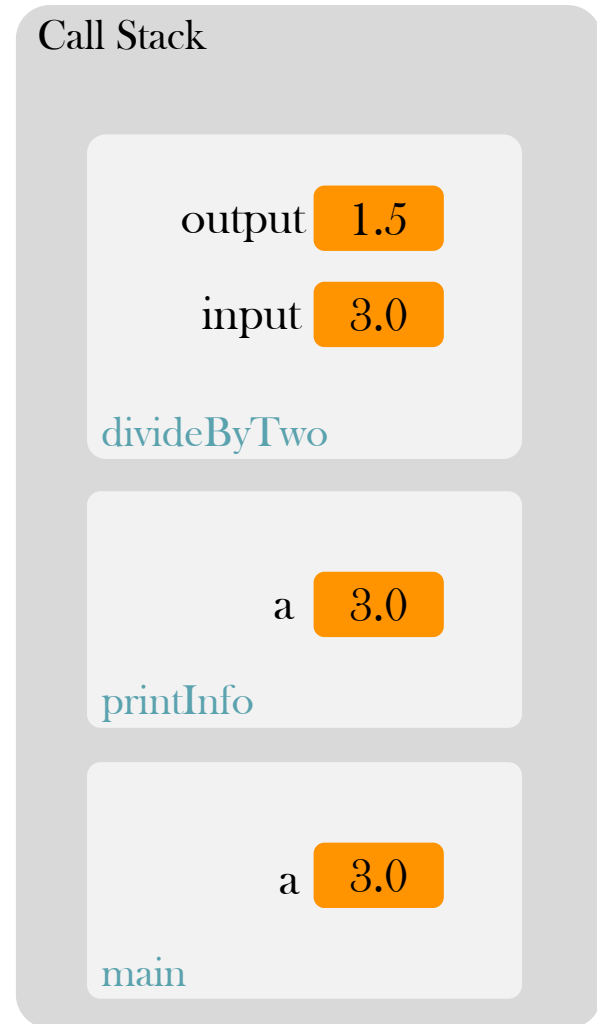 Call Stack
output 1.5
input 3.0
divideByTwo
a 3.0
printInfo
a 3.0
main